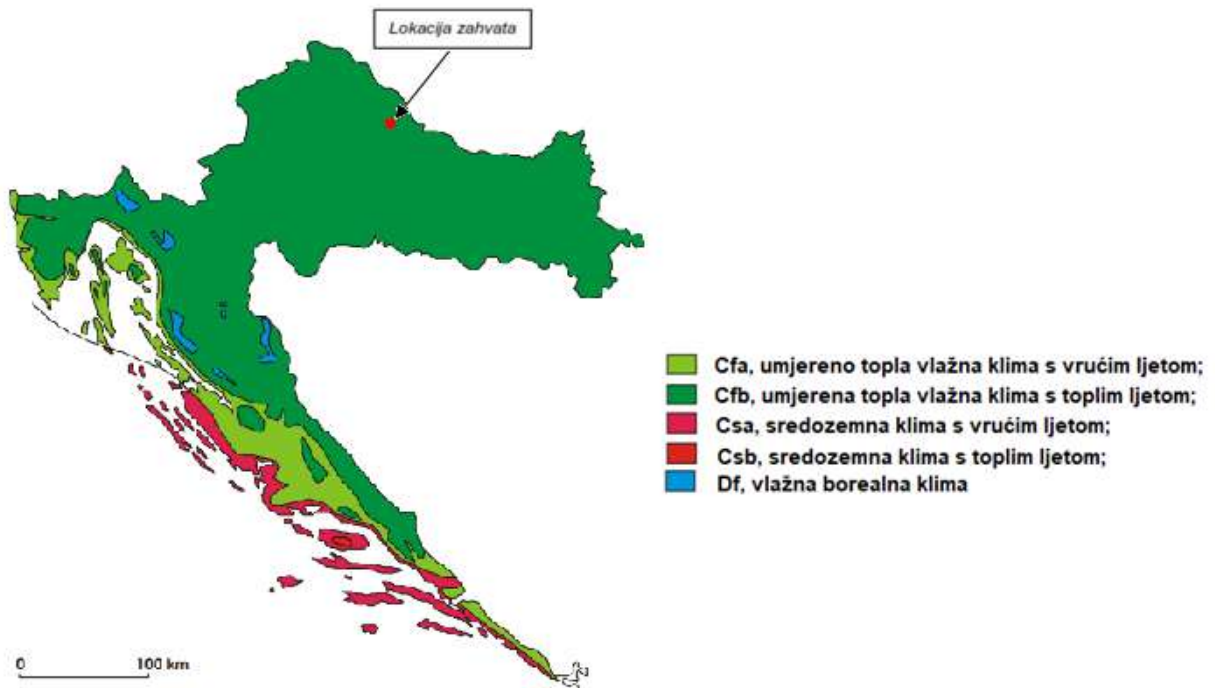 Lokacija zahvata
Cfa, umjereno topla vlažna klima s vrućim ljetom;
Cfb, umjerena topla vlažna klima s toplim ljetom;
Csa, sredozemna klima s vrućim ljetom;
Csb, sredozemna klima s toplim ljetom;
Df, vlažna borealna klima
0 100 km